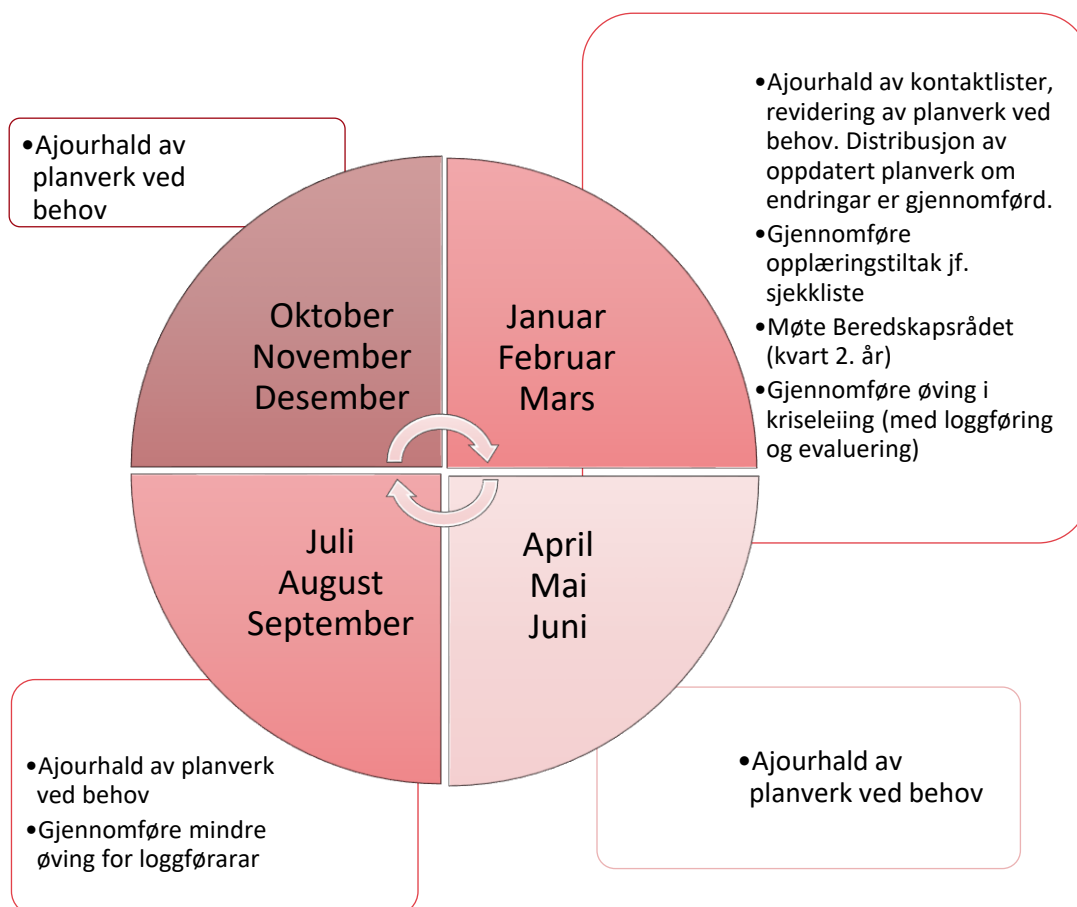 •Ajourhald av
planverk ved
behov
•Ajourhald av kontaktlister,
revidering av planverk ved
behov. Distribusjon av
oppdatert planverk om
endringar er gjennomførd.
•Gjennomføre
opplæringstiltak jf.
sjekkliste
•Møte Beredskapsrådet
(kvart 2. år)
•Gjennomføre øving i
kriseleiing (med loggføring
og evaluering)
Oktober
November
Desember
Januar
Februar
Mars
Juli
August
September
April
Mai
Juni
•Ajourhald av planverk
ved behov
•Gjennomføre mindre
øving for loggførarar
•Ajourhald av
planverk ved behov